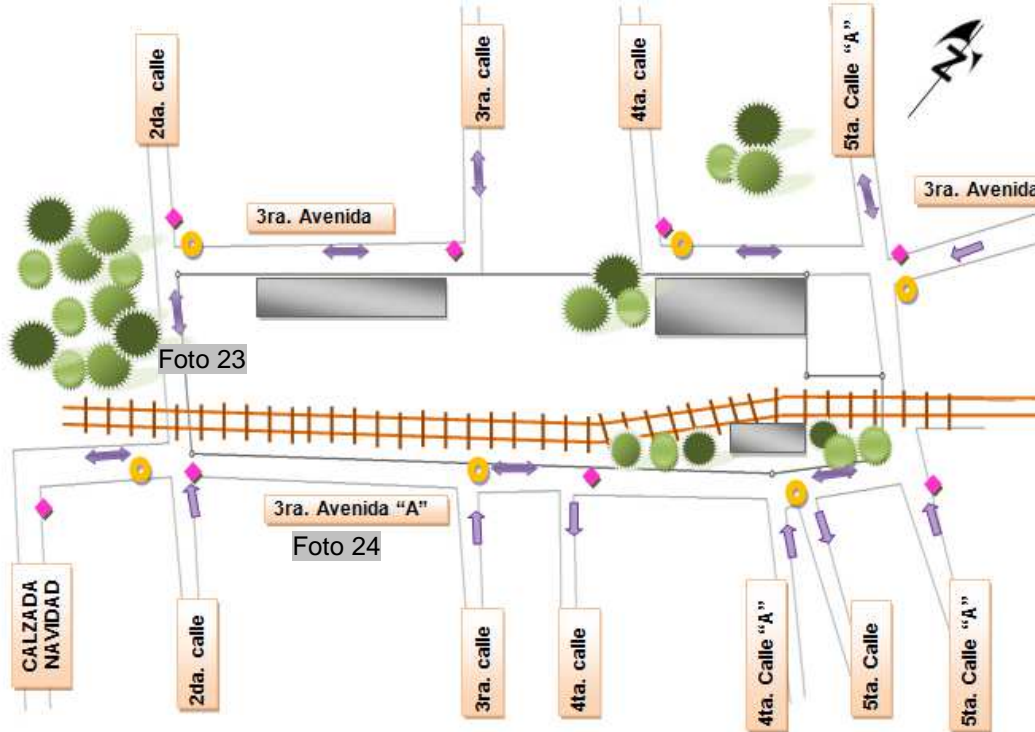 2da. calle
3ra. calle
4ta. calle
5ta. Calle “A”
N
3ra. Avenida
3ra. Avenida
Foto 23
3ra. Avenida “A”
Foto 24
CALZADA
NAVIDAD
2da. calle
3ra. calle
4ta. calle
4ta. Calle “A”
5ta. Calle
5ta. Calle “A”